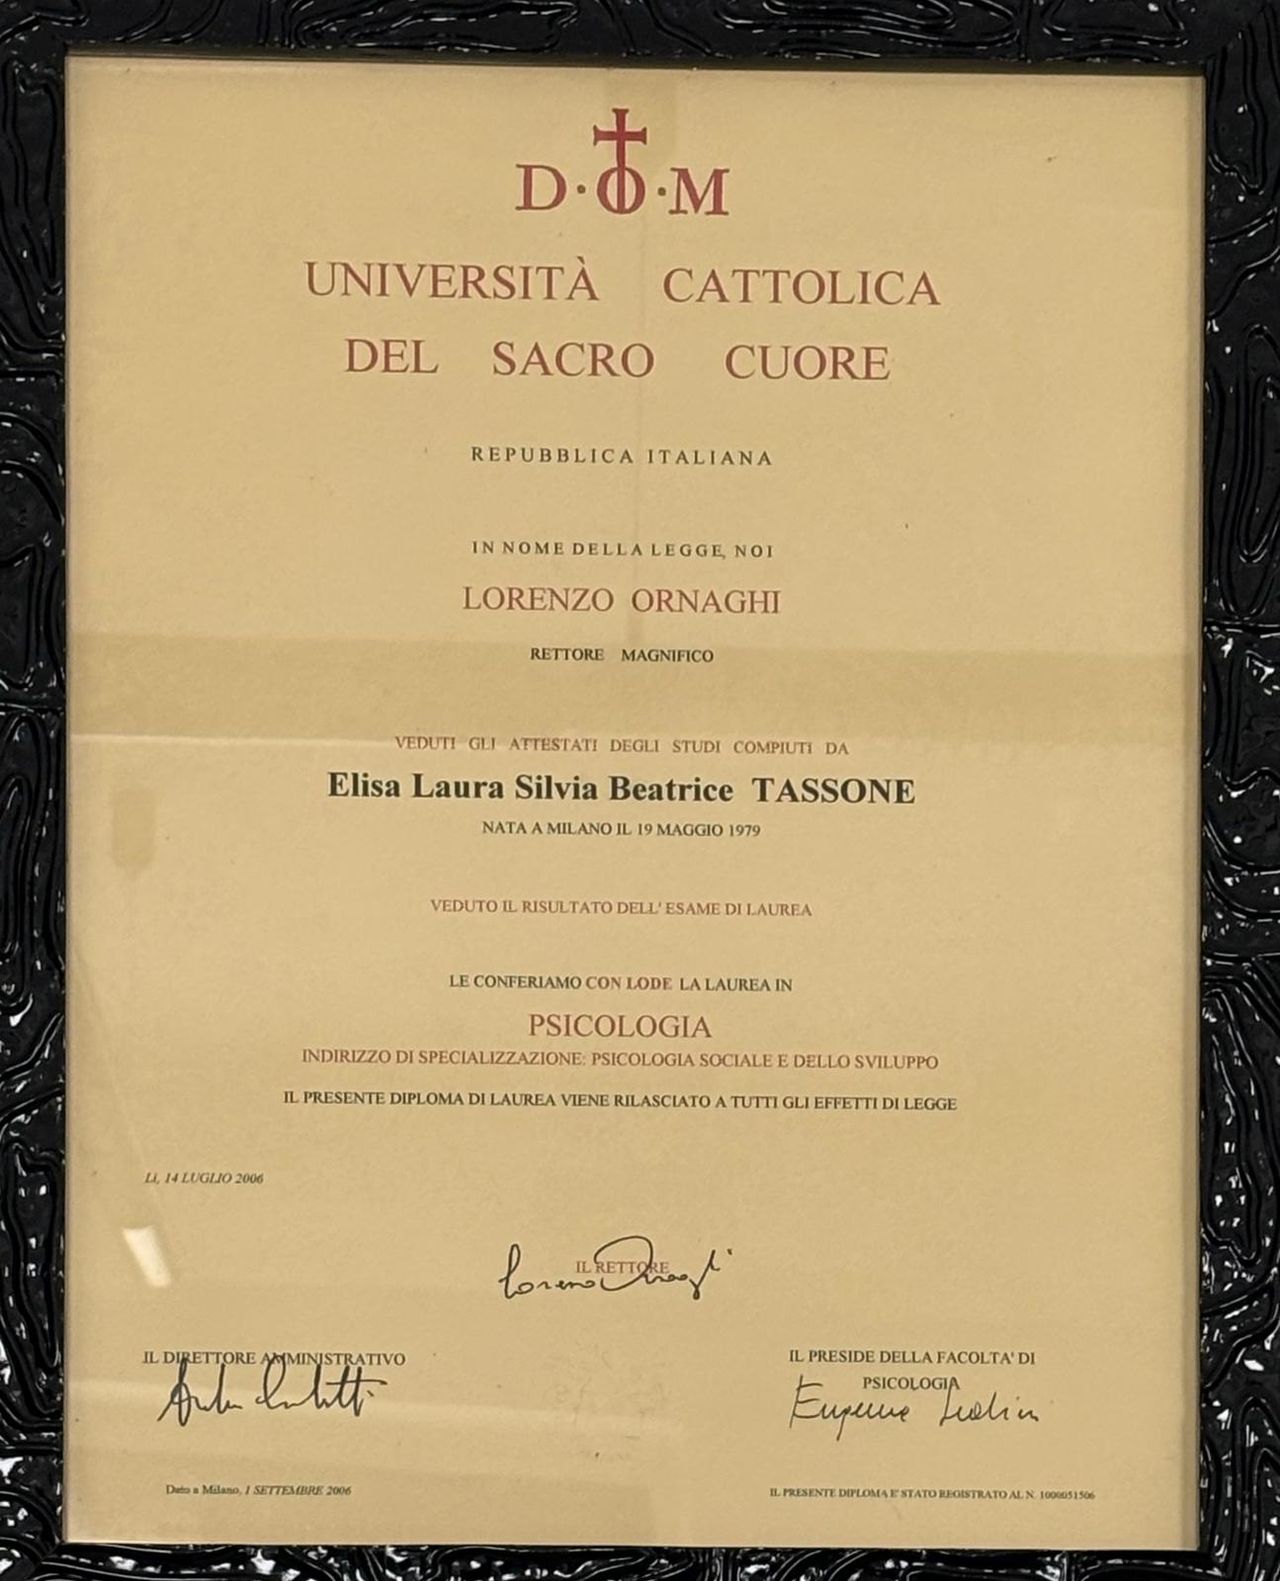 D·O·M
UNIVERSITÀ CATTOLICA
DEL SACRO CUORE
REPUBBLICA ITALIANA
IN NOME DELLA LEGGE, NOI
LORENZO ORNAGHI
RETTORE MAGNIFICO
VEDUTI GLI ATTESTATI DEGLI STUDI COMPIUTI DA
Elisa Laura Silvia Beatrice TASSONE
NATA A MILANO IL 19 MAGGIO 1979
VEDUTO IL RISULTATO DELL' ESAME DI LAUREA
LE CONFERIAMO CON LODE LA LAUREA IN
PSICOLOGIA
INDIRIZZO DI SPECIALIZZAZIONE: PSICOLOGIA SOCIALE E DELLO SVILUPPO
IL PRESENTE DIPLOMA DI LAUREA VIENE RILASCIATO A TUTTI GLI EFFETTI DI LEGGE
Lì, 14 LUGLIO 2006
IL RETTORE
Lorenzo Ornaghi
IL DIRETTORE AMMINISTRATIVO
IL PRESIDE DELLA FACOLTA' DI
PSICOLOGIA
Dato a Milano, 1 SETTEMBRE 2006
IL PRESENTE DIPLOMA E' STATO REGISTRATO AL N. 1000051506